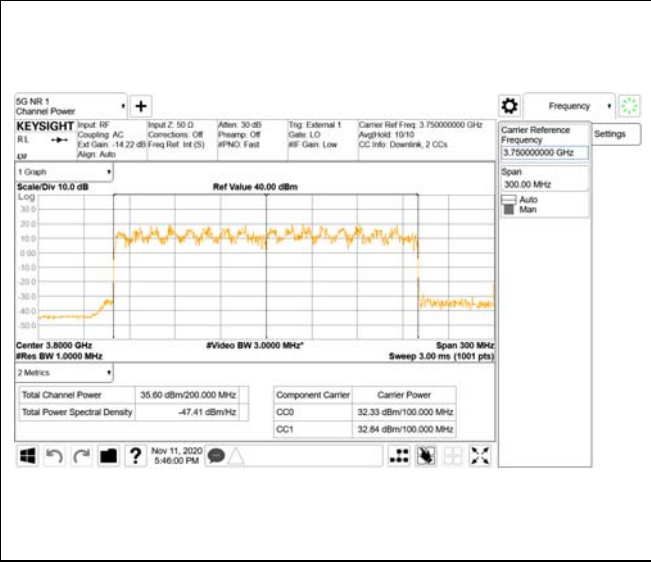 5G NR 1
Channel Power
Frequency
KEYSIGHT Input: RF Input Z: 50 Ω Atten: 30 dB Trig: External 1 Carrier Ref Freq: 3.750000000 GHz
RL Coupling: AC Corrections: Off Preamp: Off Gate: LO Avg|Hold: 10/10
Ext Gain: -14.22 dB Freq Ref: Int (S) #PNO: Fast #IF Gain: Low CC Info: Downlink, 2 CCs
Align: Auto
Carrier Reference
Frequency
3.750000000 GHz
Settings
Span
300.00 MHz
Auto
Man
1 Graph
Scale/Div 10.0 dB Ref Value 40.00 dBm
Log
30.0
20.0
10.0
0.00
-10.0
-20.0
-30.0
-40.0
-50.0
Center 3.8000 GHz #Video BW 3.0000 MHz* Span 300 MHz
#Res BW 1.0000 MHz Sweep 3.00 ms (1001 pts)
2 Metrics
Total Channel Power 35.60 dBm/200.000 MHz
Total Power Spectral Density -47.41 dBm/Hz
Component Carrier Carrier Power
CC0 32.33 dBm/100.000 MHz
CC1 32.84 dBm/100.000 MHz
? Nov 11, 2020
5:46:00 PM